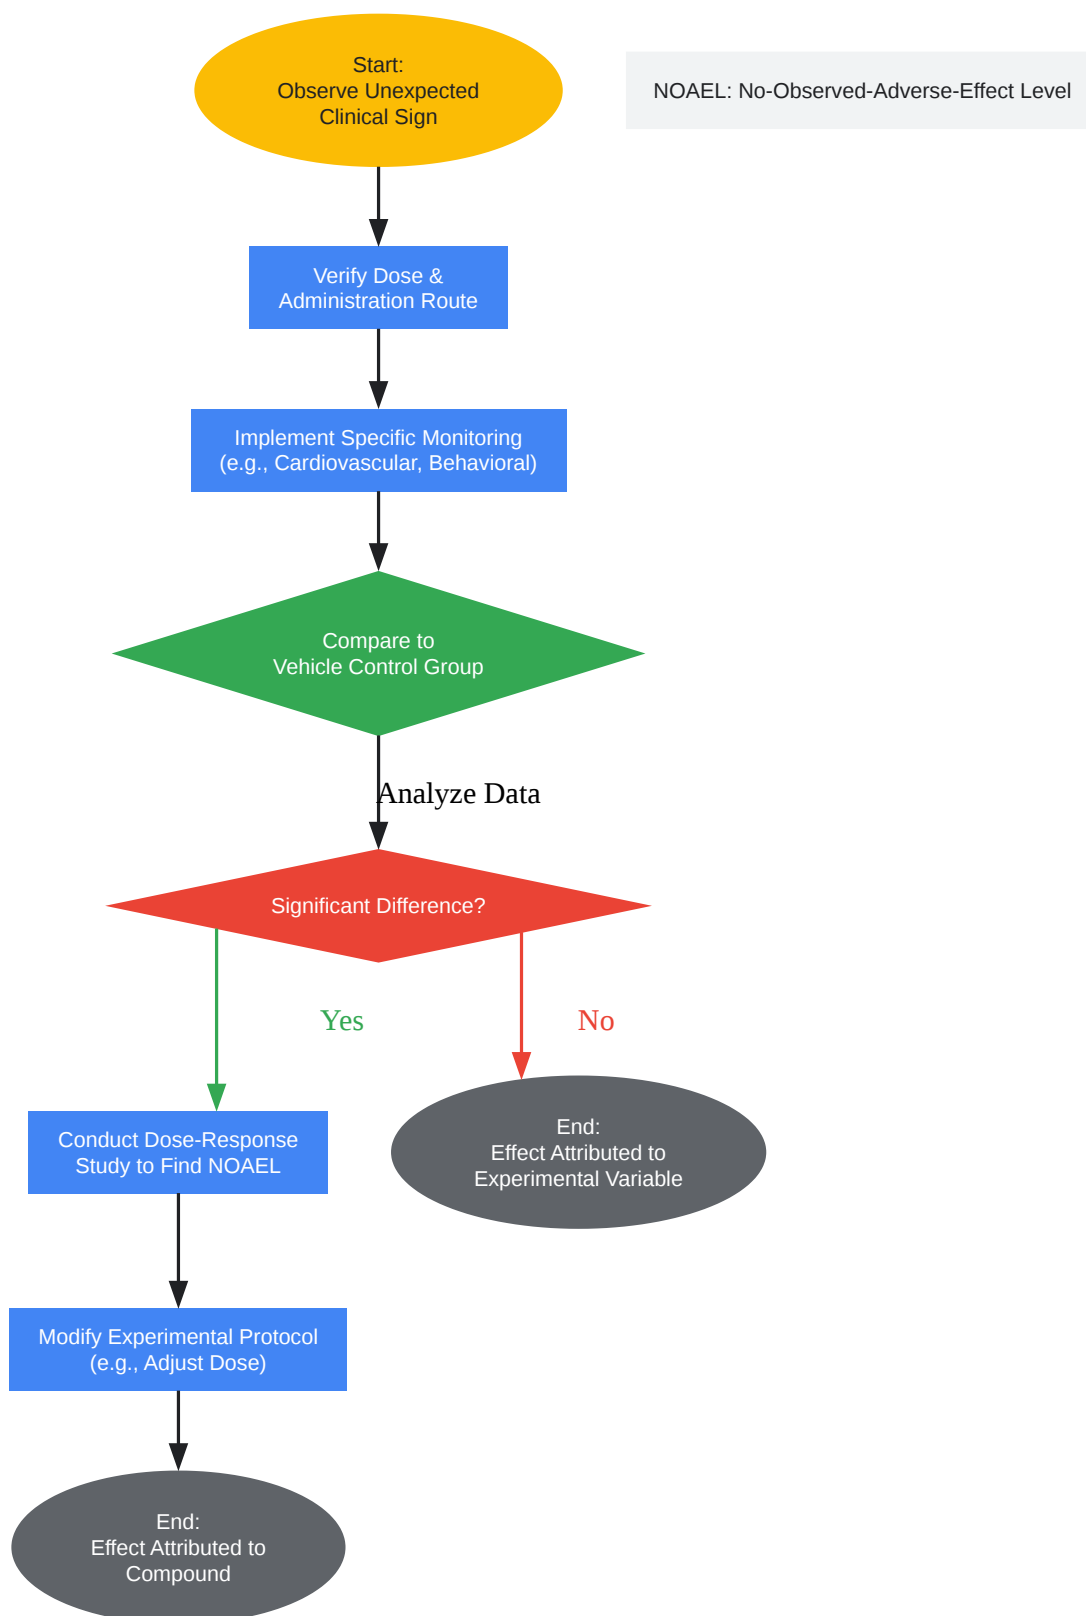 Start:
Observe Unexpected
Clinical Sign
NOAEL: No-Observed-Adverse-Effect Level
Verify Dose &
Administration Route
Implement Specific Monitoring
(e.g., Cardiovascular, Behavioral)
Compare to
Vehicle Control Group
Analyze Data
Significant Difference?
Yes
No
Conduct Dose-Response
Study to Find NOAEL
End:
Effect Attributed to
Experimental Variable
Modify Experimental Protocol
(e.g., Adjust Dose)
End:
Effect Attributed to
Compound